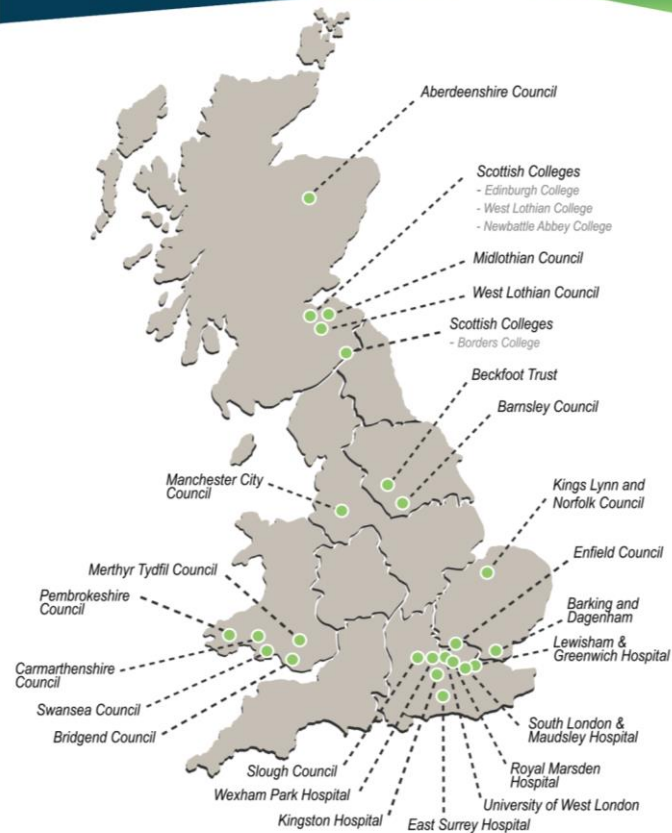 Aberdeenshire Council
Scottish Colleges
- Edinburgh College
- West Lothian College
- Newbattle Abbey College
Midlothian Council
West Lothian Council
Scottish Colleges
- Borders College
Beckfoot Trust
Barnsley Council
Manchester City
Council
Kings Lynn and
Norfolk Council
Enfield Council
Merthyr Tydfil Council
Pembrokeshire
Council
Barking and
Dagenham
Lewisham &
Greenwich Hospital
Carmarthenshire
Council
Swansea Council
Bridgend Council
South London &
Maudsley Hospital
Slough Council
Royal Marsden
Hospital
Wexham Park Hospital
University of West London
Kingston Hospital
East Surrey Hospital